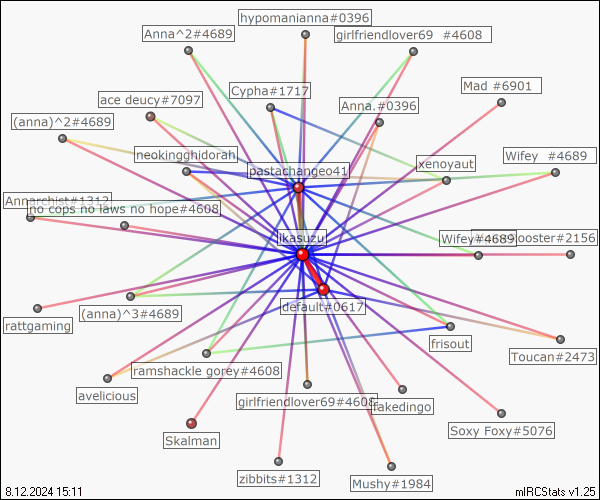 hypomanianna#0396
Anna^2#4689
girlfriendlover69 #4608
Cypha#1717
Mad #6901
ace deucy#7097
Anna.#0396
(anna)^2#4689
neokingghidorah
xenoyaut
Wifey #4689
pastachangeo41
Annarchist#1312
no cops no laws no hope#4608
Ikasuzu
Wifey#4689
ooster#2156
default#0617
(anna)^3#4689
rattgaming
frisout
Toucan#2473
ramshackle gorey#4608
avelicious
girlfriendlover69#4608
fakedingo
Skalman
Soxy Foxy#5076
zibbits#1312
Mushy#1984
8.12.2024 15:11
mIRCStats v1.25